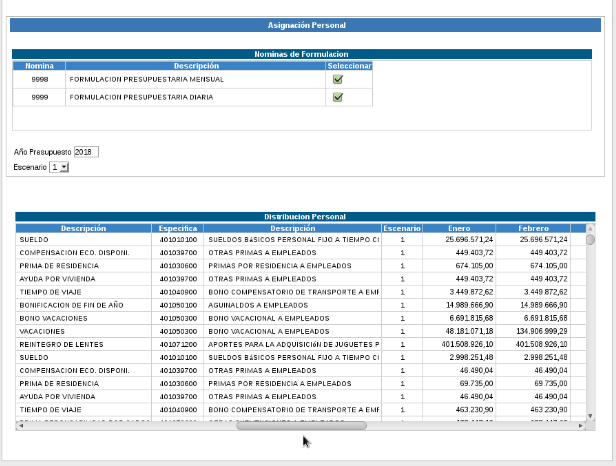 Asignación Personal
Nominas de Formulacion
Nomina Descripción Seleccionar
9998 FORMULACION PRESUPUESTARIA MENSUAL
9999 FORMULACION PRESUPUESTARIA DIARIA
Año Presupuesto 2018
Escenario 1
Distribucion Personal
Descripción Especifica Descripción Escenario Enero Febrero
SUELDO 401010100 SUELDOS BáSICOS PERSONAL FIJO A TIEMPO CI 1 25.696.571,24 25.696.571,24
COMPENSACION ECO. DISPONI. 401039700 OTRAS PRIMAS A EMPLEADOS 1 449.403,72 449.403,72
PRIMA DE RESIDENCIA 401030600 PRIMAS POR RESIDENCIA A EMPLEADOS 1 674.105,00 674.105,00
AYUDA POR VIVIENDA 401039700 OTRAS PRIMAS A EMPLEADOS 1 449.403,72 449.403,72
TIEMPO DE VIAJE 401040900 BONO COMPENSATORIO DE TRANSPORTE A EMF 1 3.449.872,62 3.449.872,62
BONIFICACION DE FIN DE AÑO 401050100 AGUINALDOS A EMPLEADOS 1 14.989.666,90 14.989.666,90
BONO VACACIONES 401050300 BONO VACACIONAL A EMPLEADOS 1 6.691.815,68 6.691.815,68
VACACIONES 401050300 BONO VACACIONAL A EMPLEADOS 1 48.181.071,18 134.906.999,29
REINTEGRO DE LENTES 401071200 APORTES PARA LA ADQUISICIóN DE JUGUETES P 1 401.508.926,10 401.508.926,10
SUELDO 401010100 SUELDOS BáSICOS PERSONAL FIJO A TIEMPO CI 1 2.998.251,48 2.998.251,48
COMPENSACION ECO. DISPONI. 401039700 OTRAS PRIMAS A EMPLEADOS 1 46.490,04 46.490,04
PRIMA DE RESIDENCIA 401030600 PRIMAS POR RESIDENCIA A EMPLEADOS 1 69.735,00 69.735,00
AYUDA POR VIVIENDA 401039700 OTRAS PRIMAS A EMPLEADOS 1 46.490,04 46.490,04
TIEMPO DE VIAJE 401040900 BONO COMPENSATORIO DE TRANSPORTE A EMF 1 463.230,90 463.230,90